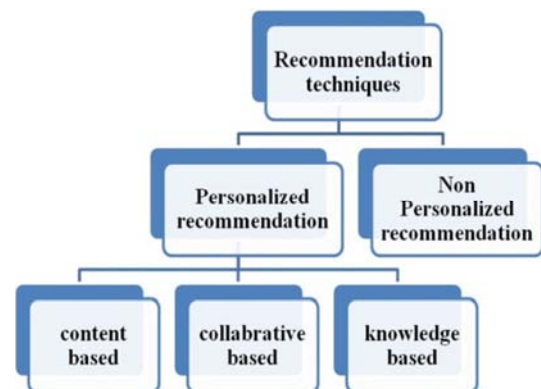 Recommendation
techniques
Personalized
recommendation
Non
Personalized
recommendation
content
based
collabrative
based
knowledge
based